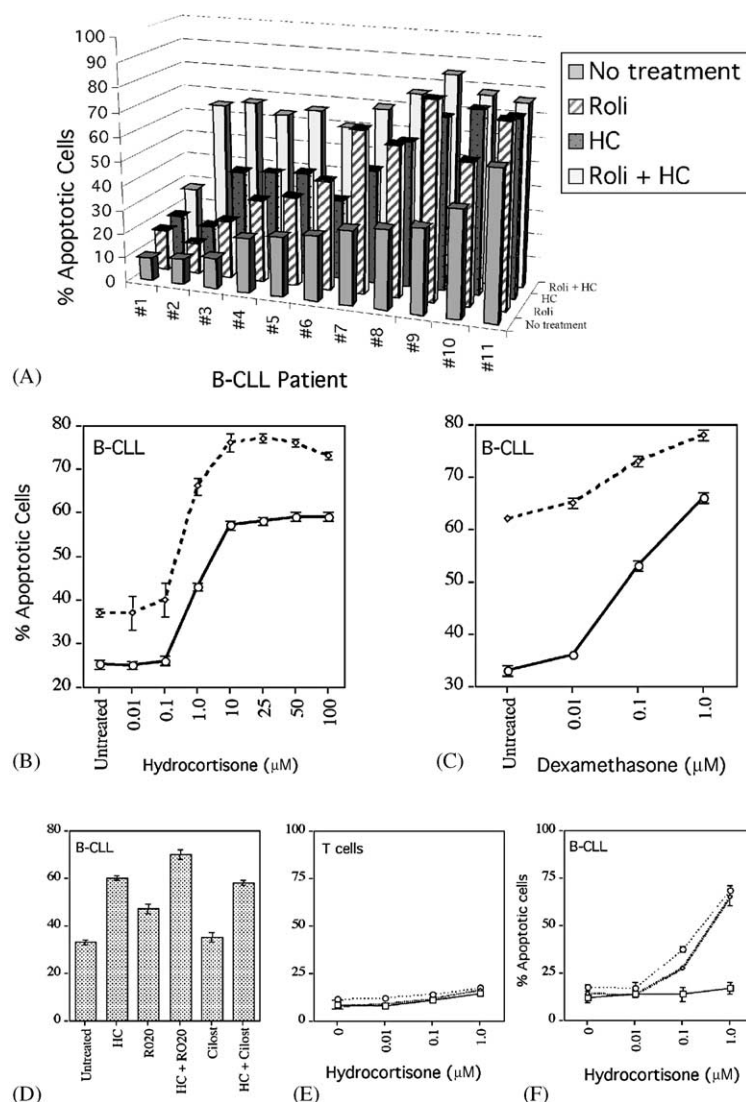 100
90
80
70
60
50
40
30
20
10
0
% Apoptotic Cells
No treatment
Roli
HC
Roli + HC
Roli + HC
HC
Roli
No treatment
#1
#2
#3
#4
#5
#6
#7
#8
#9
#10
#11
(A)
B-CLL Patient
80
70
60
50
40
30
20
% Apoptotic Cells
B-CLL
Untreated
0.01
0.1
1.0
10
25
50
100
(B)
Hydrocortisone (μM)
80
70
60
50
40
30
B-CLL
Untreated
0.01
0.1
1.0
(C)
Dexamethasone (μM)
80
60
40
20
0
B-CLL
Untreated
HC
R020
HC + RO20
Cilost
HC + Cilost
(D)
100
75
50
25
0
T cells
0
0.01
0.1
1.0
(E)
Hydrocortisone (μM)
100
75
50
25
0
% Apoptotic cells
B-CLL
0
0.01
0.1
1.0
(F)
Hydrocortisone (μM)